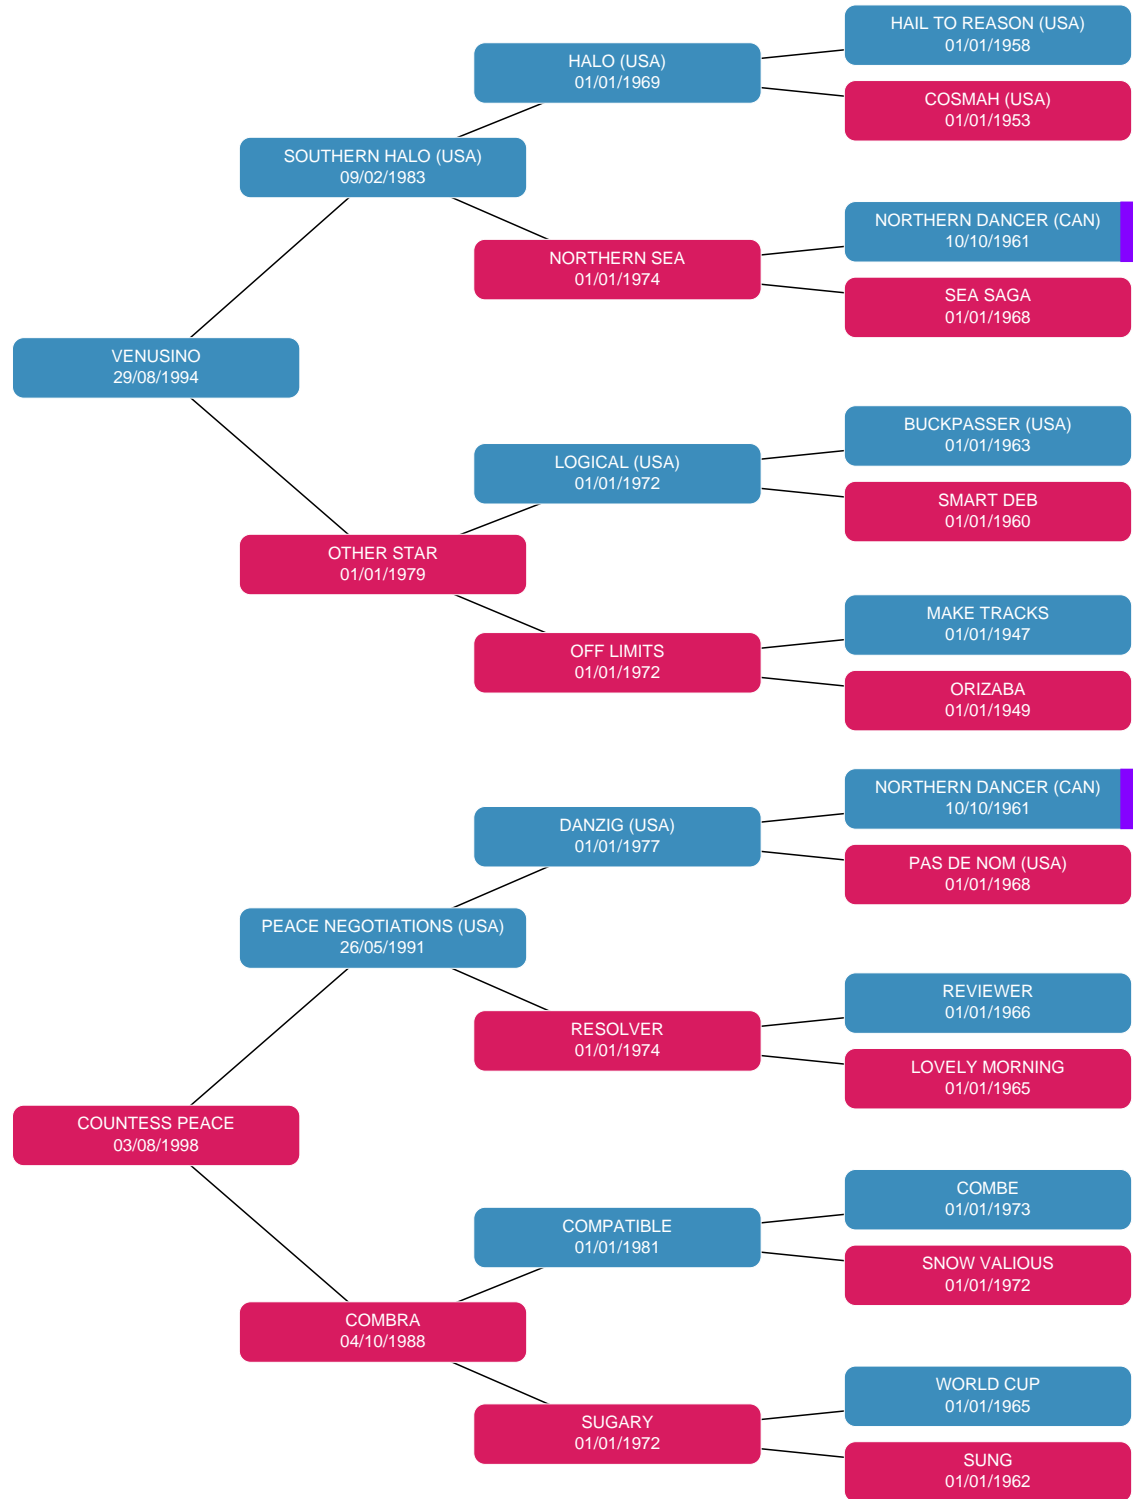 HAIL TO REASON (USA)
01/01/1958
HALO (USA)
01/01/1969
COSMAH (USA)
01/01/1953
SOUTHERN HALO (USA)
09/02/1983
NORTHERN DANCER (CAN)
10/10/1961
NORTHERN SEA
01/01/1974
SEA SAGA
01/01/1968
VENUSINO
29/08/1994
BUCKPASSER (USA)
01/01/1963
LOGICAL (USA)
01/01/1972
SMART DEB
01/01/1960
OTHER STAR
01/01/1979
MAKE TRACKS
01/01/1947
OFF LIMITS
01/01/1972
ORIZABA
01/01/1949
NORTHERN DANCER (CAN)
10/10/1961
DANZIG (USA)
01/01/1977
PAS DE NOM (USA)
01/01/1968
PEACE NEGOTIATIONS (USA)
26/05/1991
REVIEWER
01/01/1966
RESOLVER
01/01/1974
LOVELY MORNING
01/01/1965
COUNTESS PEACE
03/08/1998
COMBE
01/01/1973
COMPATIBLE
01/01/1981
SNOW VALIOUS
01/01/1972
COMBRA
04/10/1988
WORLD CUP
01/01/1965
SUGARY
01/01/1972
SUNG
01/01/1962